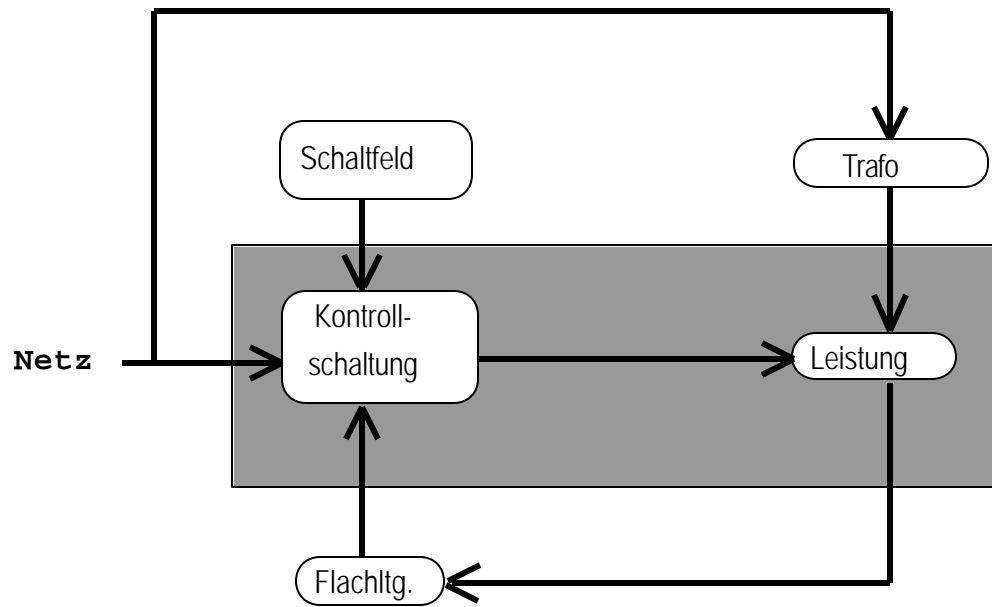 Schaltfeld
Trafo
Kontroll-
schaltung
Netz
Leistung
Flachltg.